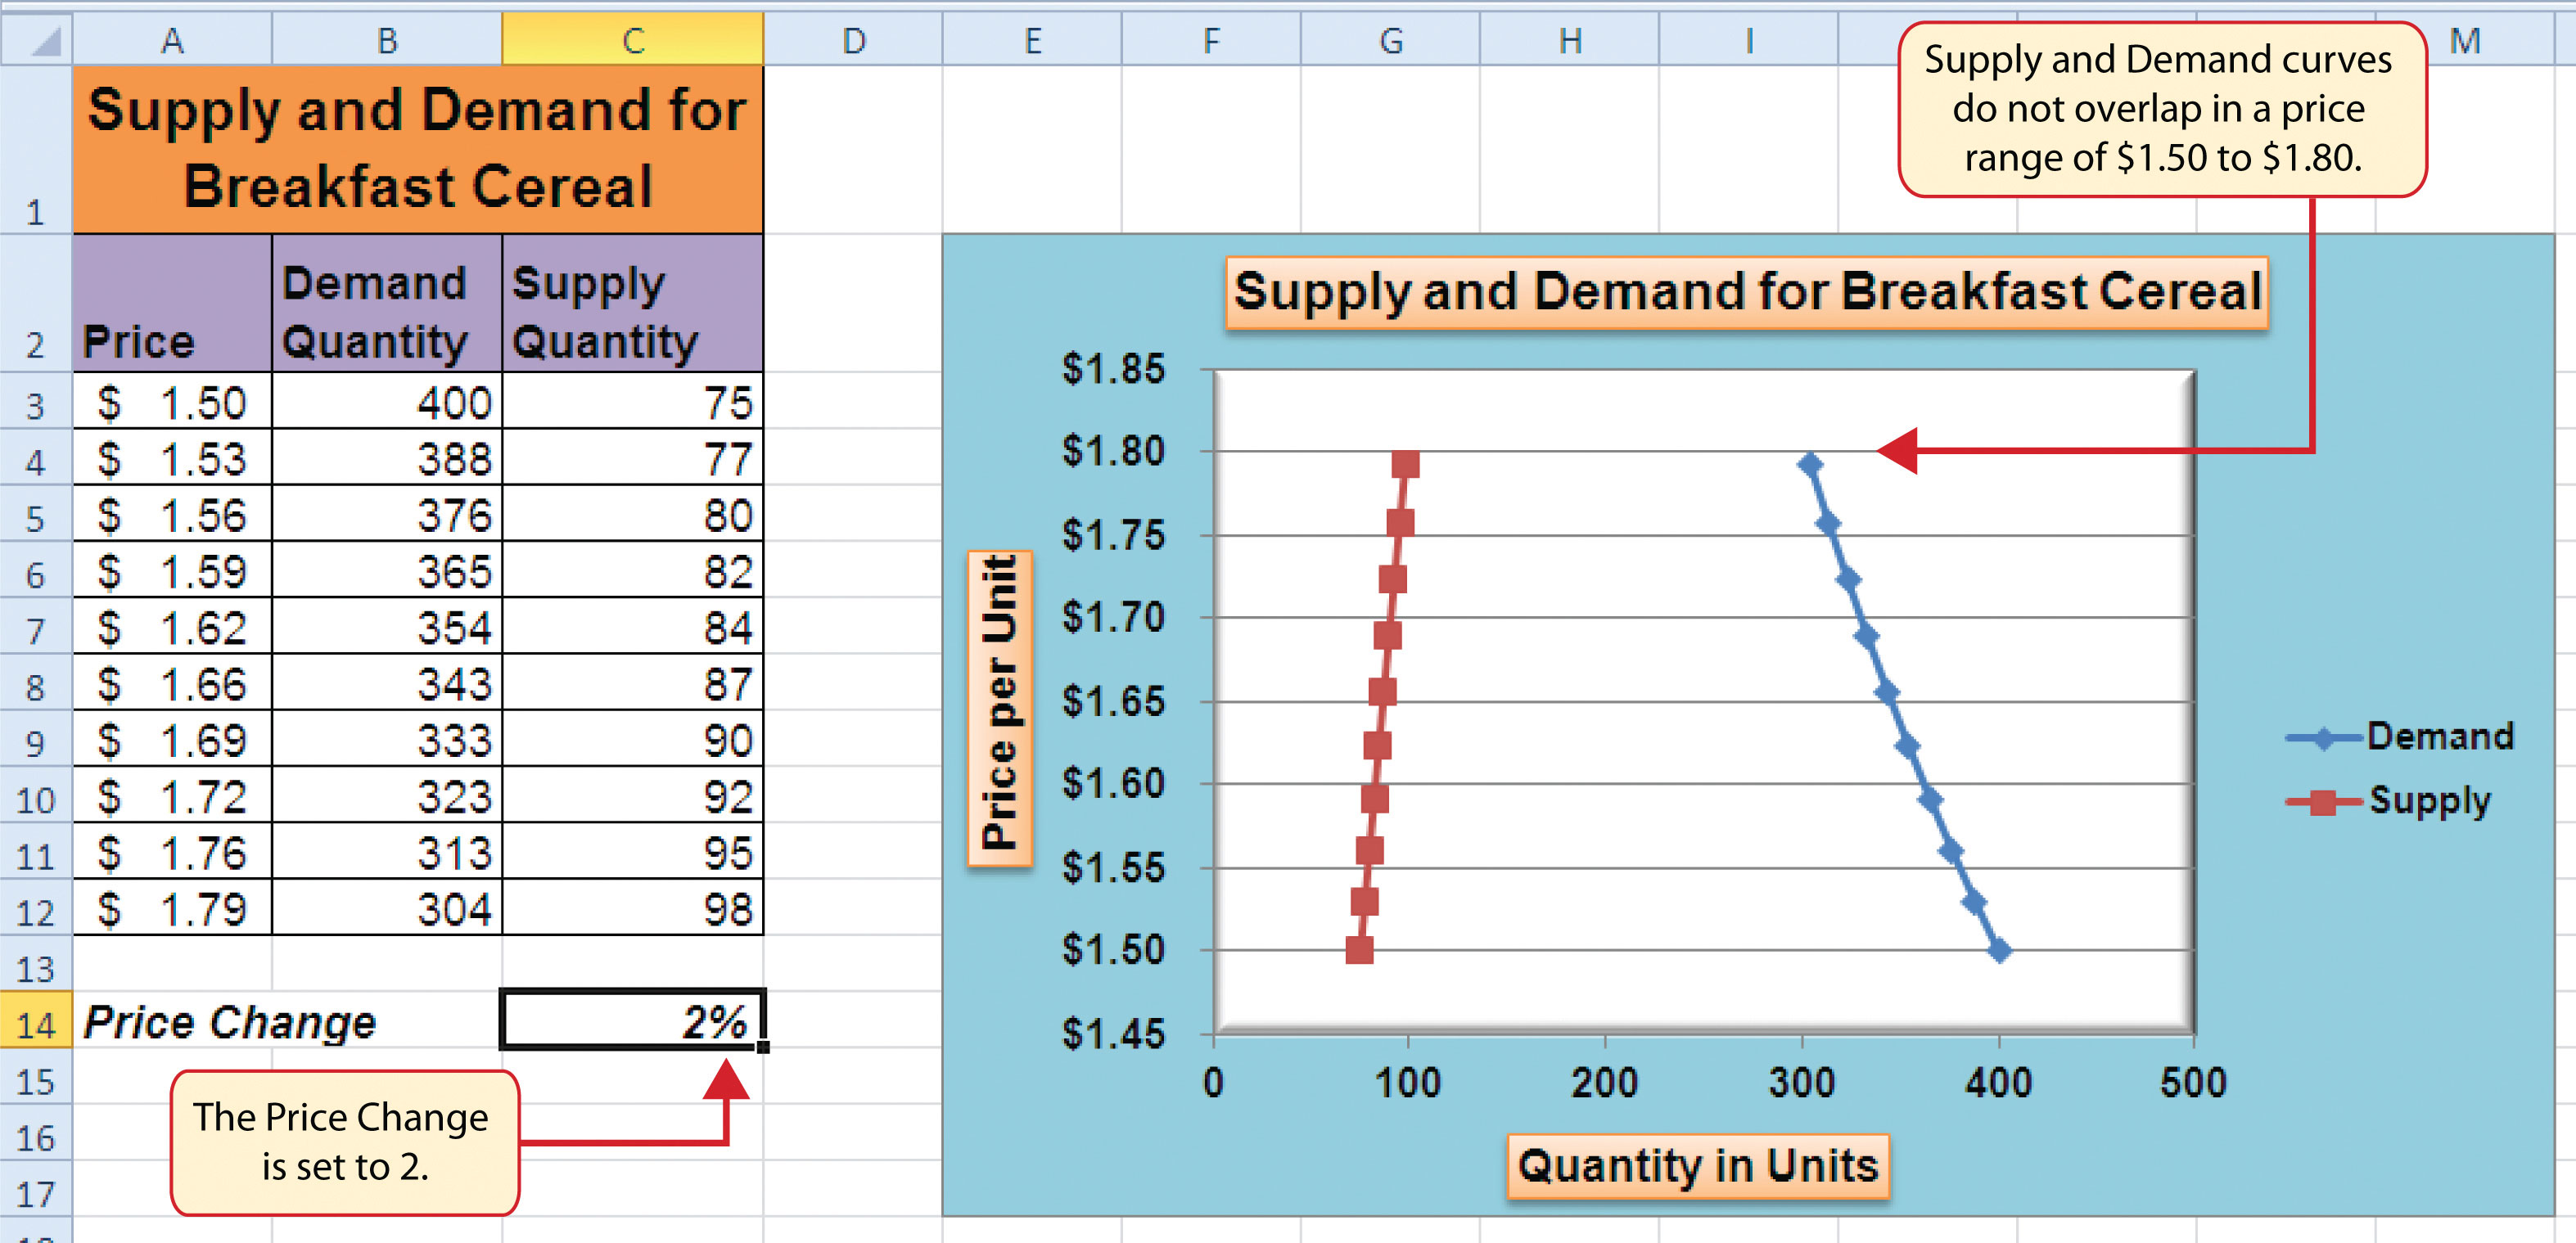 A B C D E F G H I M
Supply and Demand curves
do not overlap in a price
range of $1.50 to $1.80.
1 Supply and Demand for
Breakfast Cereal
2 Price Demand Quantity Supply Quantity
3 $ 1.50 400 75
4 $ 1.53 388 77
5 $ 1.56 376 80
6 $ 1.59 365 82
7 $ 1.62 354 84
8 $ 1.66 343 87
9 $ 1.69 333 90
10 $ 1.72 323 92
11 $ 1.76 313 95
12 $ 1.79 304 98
13
14 Price Change 2%
15
16
17
The Price Change
is set to 2.
Supply and Demand for Breakfast Cereal
Price per Unit
$1.85
$1.80
$1.75
$1.70
$1.65
$1.60
$1.55
$1.50
$1.45
0 100 200 300 400 500
Quantity in Units
Demand
Supply